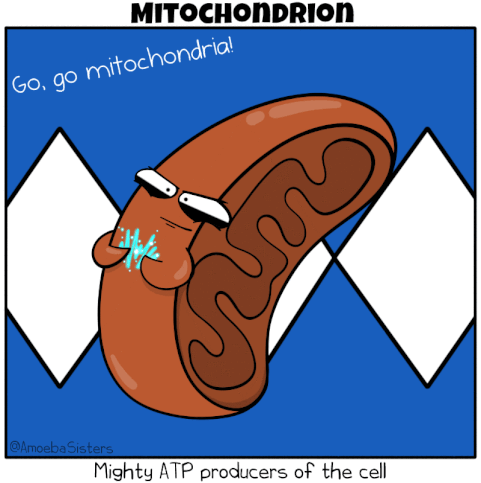 MITOCHONDRION
Go, go mitochondria!
@AmoebaSisters
Mighty ATP producers of the cell